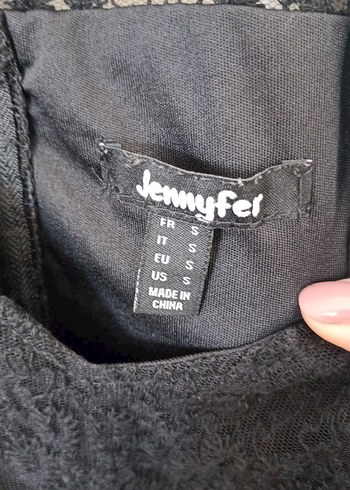 Jennyfer
FR S
IT S
EU S
US S
MADE IN
CHINA